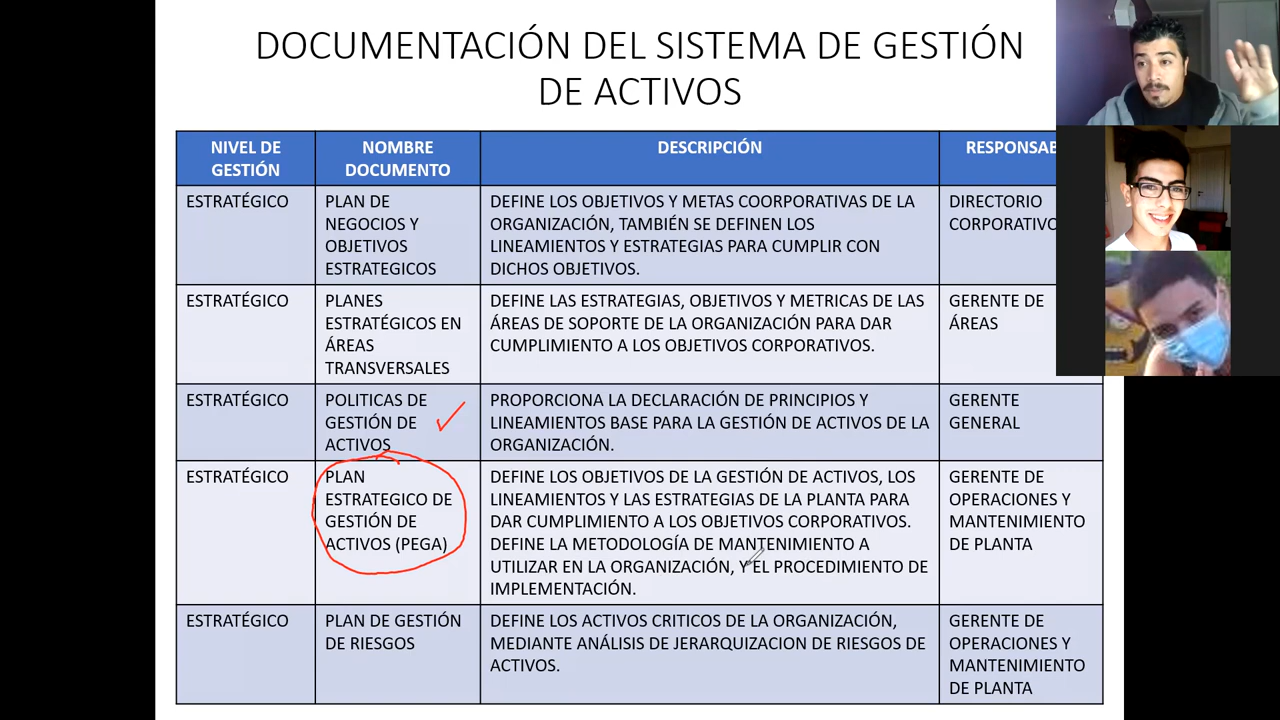 DOCUMENTACIÓN DEL SISTEMA DE GESTIÓN
DE ACTIVOS
NIVEL DE
GESTIÓN
NOMBRE
DOCUMENTO
DESCRIPCIÓN
RESPONSAB
ESTRATÉGICO
PLAN DE
NEGOCIOS Y
OBJETIVOS
ESTRATEGICOS
DEFINE LOS OBJETIVOS Y METAS COORPORATIVAS DE LA
ORGANIZACIÓN, TAMBIÉN SE DEFINEN LOS
LINEAMIENTOS Y ESTRATEGIAS PARA CUMPLIR CON
DICHOS OBJETIVOS.
DIRECTORIO
CORPORATIVO
ESTRATÉGICO
PLANES
ESTRATÉGICOS EN
ÁREAS
TRANSVERSALES
DEFINE LAS ESTRATEGIAS, OBJETIVOS Y METRICAS DE LAS
ÁREAS DE SOPORTE DE LA ORGANIZACIÓN PARA DAR
CUMPLIMIENTO A LOS OBJETIVOS CORPORATIVOS.
GERENTE DE
ÁREAS
ESTRATÉGICO
POLITICAS DE
GESTIÓN DE
ACTIVOS
PROPORCIONA LA DECLARACIÓN DE PRINCIPIOS Y
LINEAMIENTOS BASE PARA LA GESTIÓN DE ACTIVOS DE LA
ORGANIZACIÓN.
GERENTE
GENERAL
ESTRATÉGICO
PLAN
ESTRATEGICO DE
GESTIÓN DE
ACTIVOS (PEGA)
DEFINE LOS OBJETIVOS DE LA GESTIÓN DE ACTIVOS, LOS
LINEAMIENTOS Y LAS ESTRATEGIAS DE LA PLANTA PARA
DAR CUMPLIMIENTO A LOS OBJETIVOS CORPORATIVOS.
DEFINE LA METODOLOGÍA DE MANTENIMIENTO A
UTILIZAR EN LA ORGANIZACIÓN, Y EL PROCEDIMIENTO DE
IMPLEMENTACIÓN.
GERENTE DE
OPERACIONES Y
MANTENIMIENTO
DE PLANTA
ESTRATÉGICO
PLAN DE GESTIÓN
DE RIESGOS
DEFINE LOS ACTIVOS CRITICOS DE LA ORGANIZACIÓN,
MEDIANTE ANÁLISIS DE JERARQUIZACION DE RIESGOS DE
ACTIVOS.
GERENTE DE
OPERACIONES Y
MANTENIMIENTO
DE PLANTA